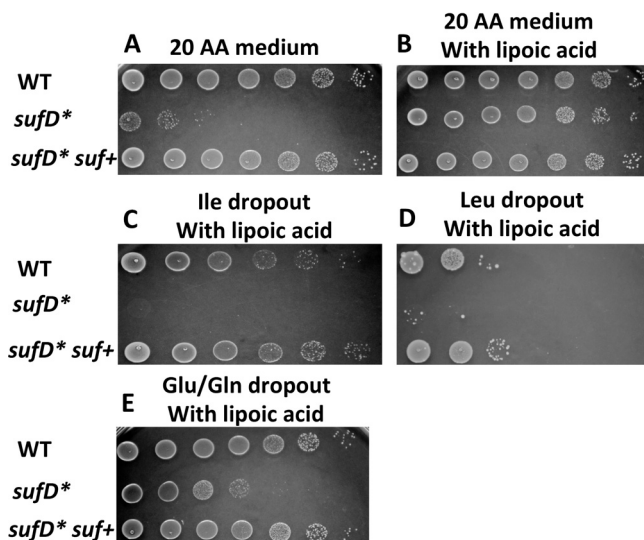 A
20 AA medium
B
20 AA medium
With lipoic acid
WT
sufD*
sufD* suf+
C
Ile dropout
With lipoic acid
D
Leu dropout
With lipoic acid
WT
sufD*
sufD* suf+
E
Glu/Gln dropout
With lipoic acid
WT
sufD*
sufD* suf+